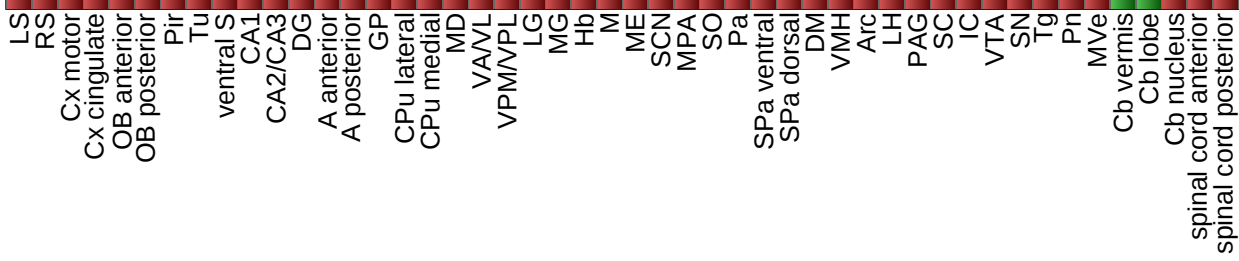 LS
RS
Cx motor
Cx cingulate
OB anterior
OB posterior
Pir
Tu
ventral S
CA1
CA2/CA3
DG
A anterior
A posterior
GP
CPu lateral
CPu medial
MD
VA/VL
VPM/VPL
LG
MG
Hb
M
ME
SCN
MPA
SO
Pa
SPa ventral
SPa dorsal
DM
VMH
Arc
LH
PAG
SC
IC
VTA
SN
Tg
Pn
MVe
Cb vermis
Cb lobe
Cb nucleus
spinal cord anterior
spinal cord posterior